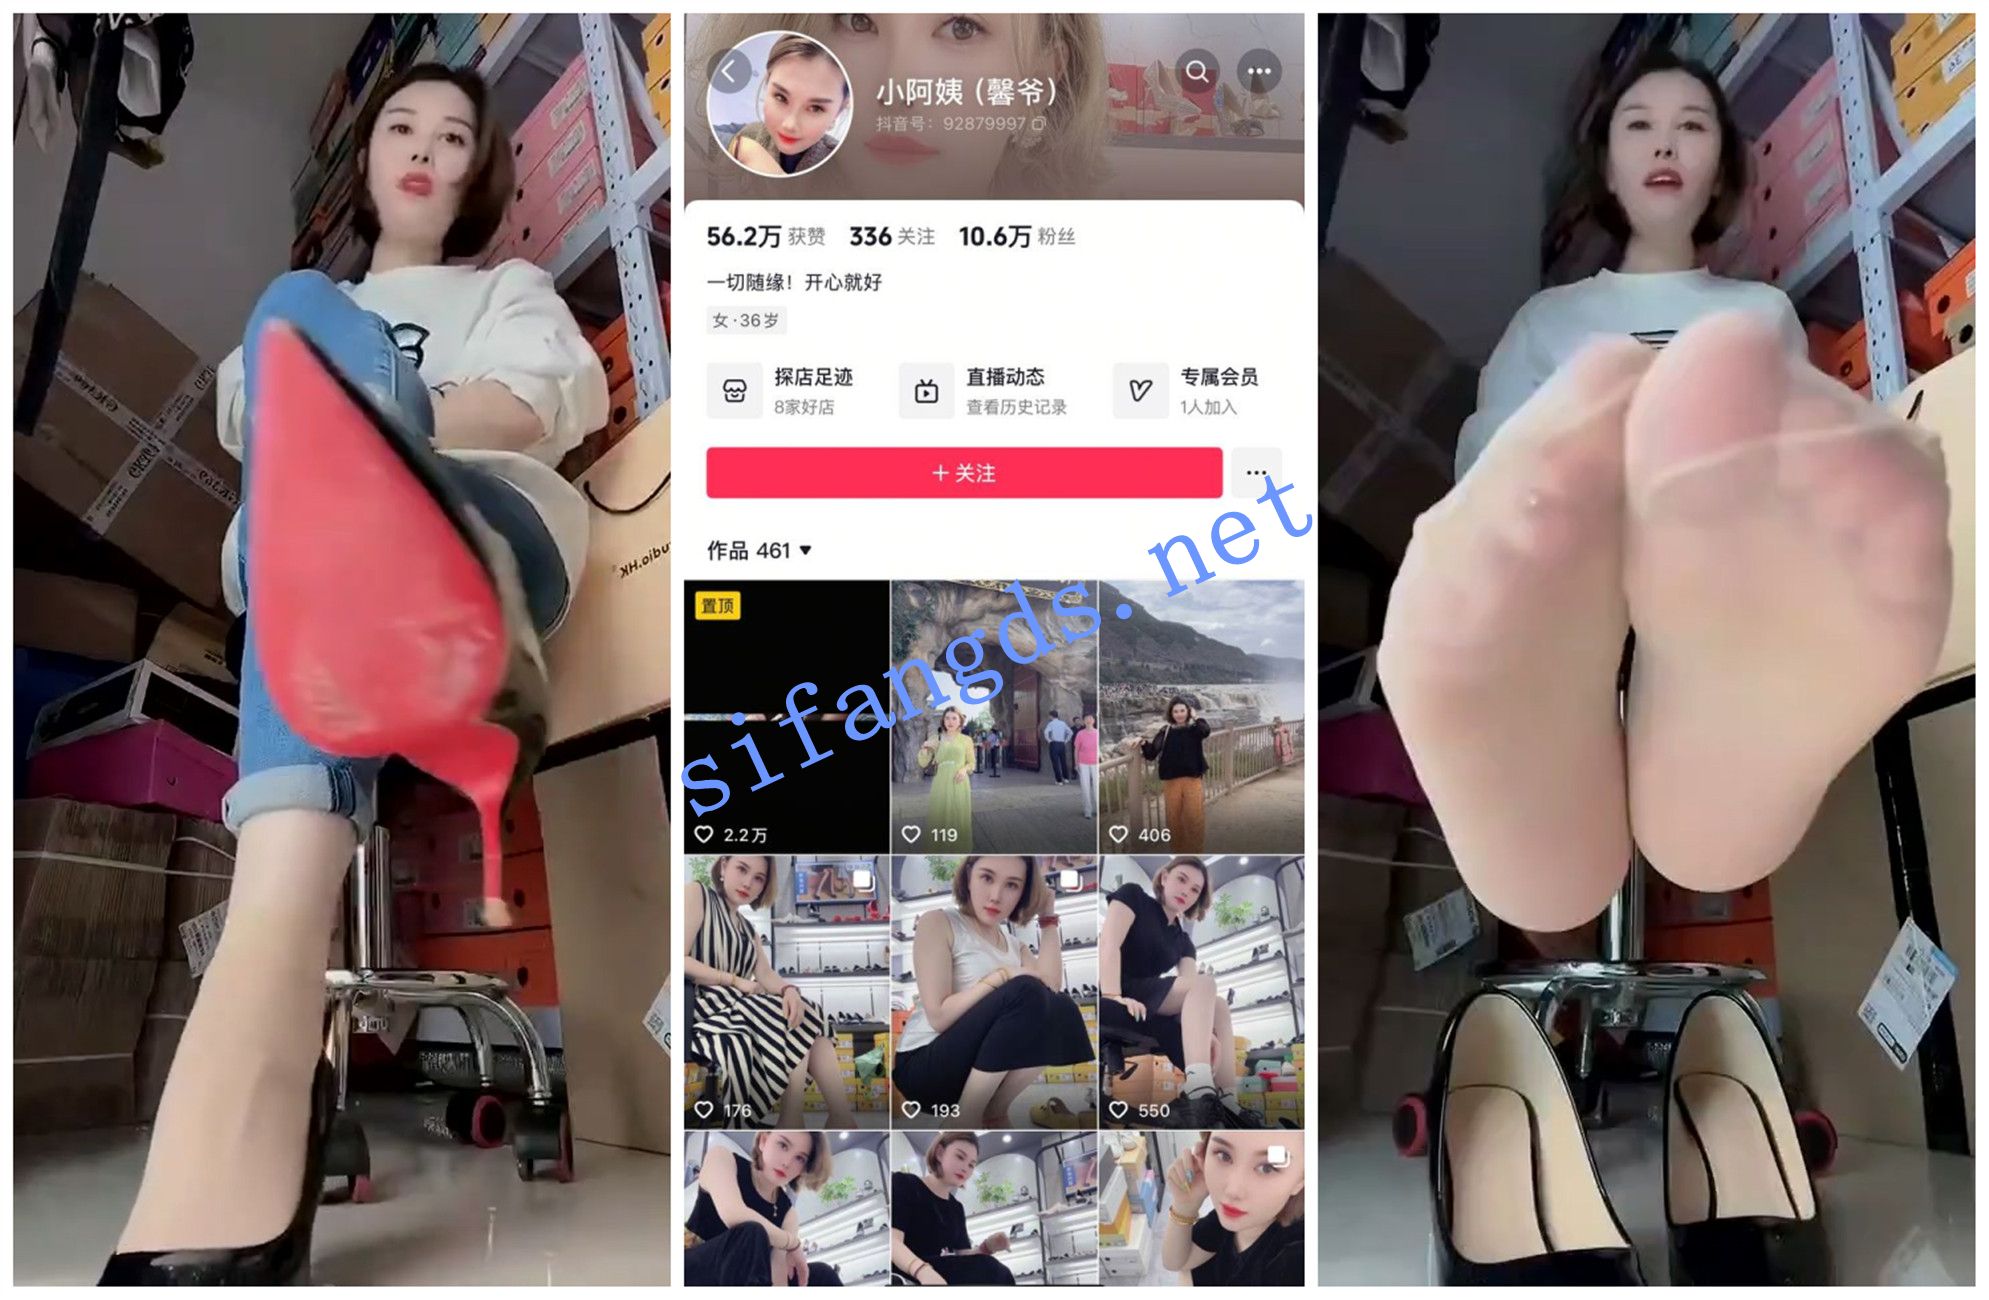 小阿姨（馨爷）
抖音号：92879997
56.2万 获赞 336 关注 10.6万 粉丝
一切随缘！开心就好
女·36岁
探店足迹
8家好店
直播动态
查看历史记录
专属会员
1人加入
＋关注
作品 461
置顶
2.2万
119
406
176
193
550
sifangds.net